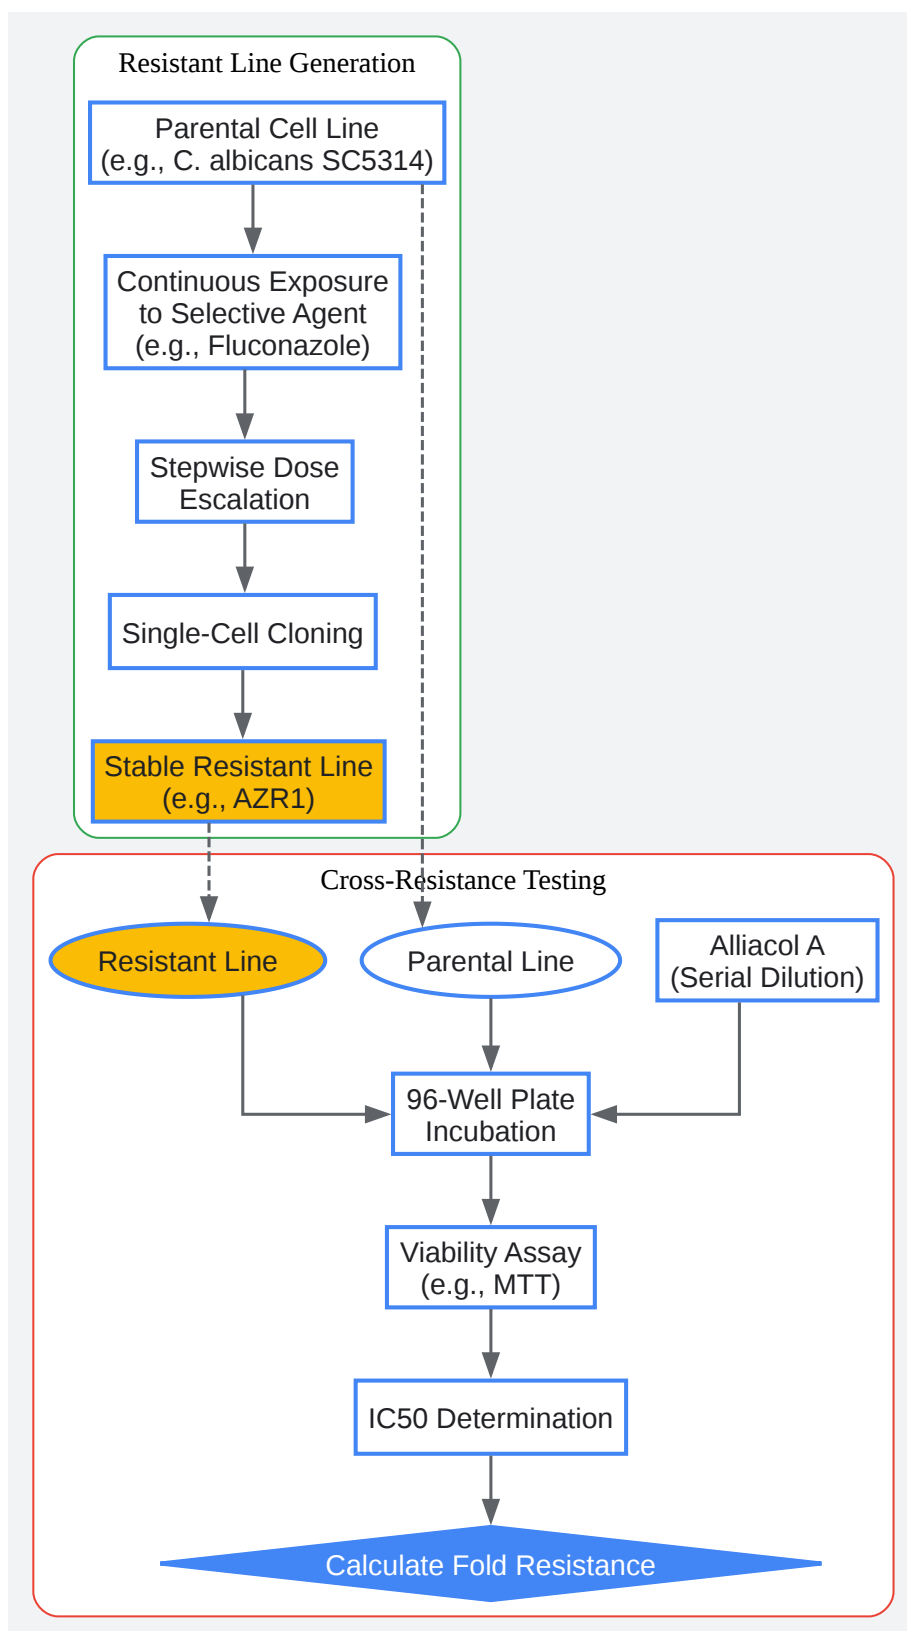 Resistant Line Generation
Parental Cell Line
(e.g., C. albicans SC5314)
Continuous Exposure
to Selective Agent
(e.g., Fluconazole)
Stepwise Dose
Escalation
Single-Cell Cloning
Stable Resistant Line
(e.g., AZR1)
Cross-Resistance Testing
Resistant Line
Parental Line
Alliacol A
(Serial Dilution)
96-Well Plate
Incubation
Viability Assay
(e.g., MTT)
IC50 Determination
Calculate Fold Resistance